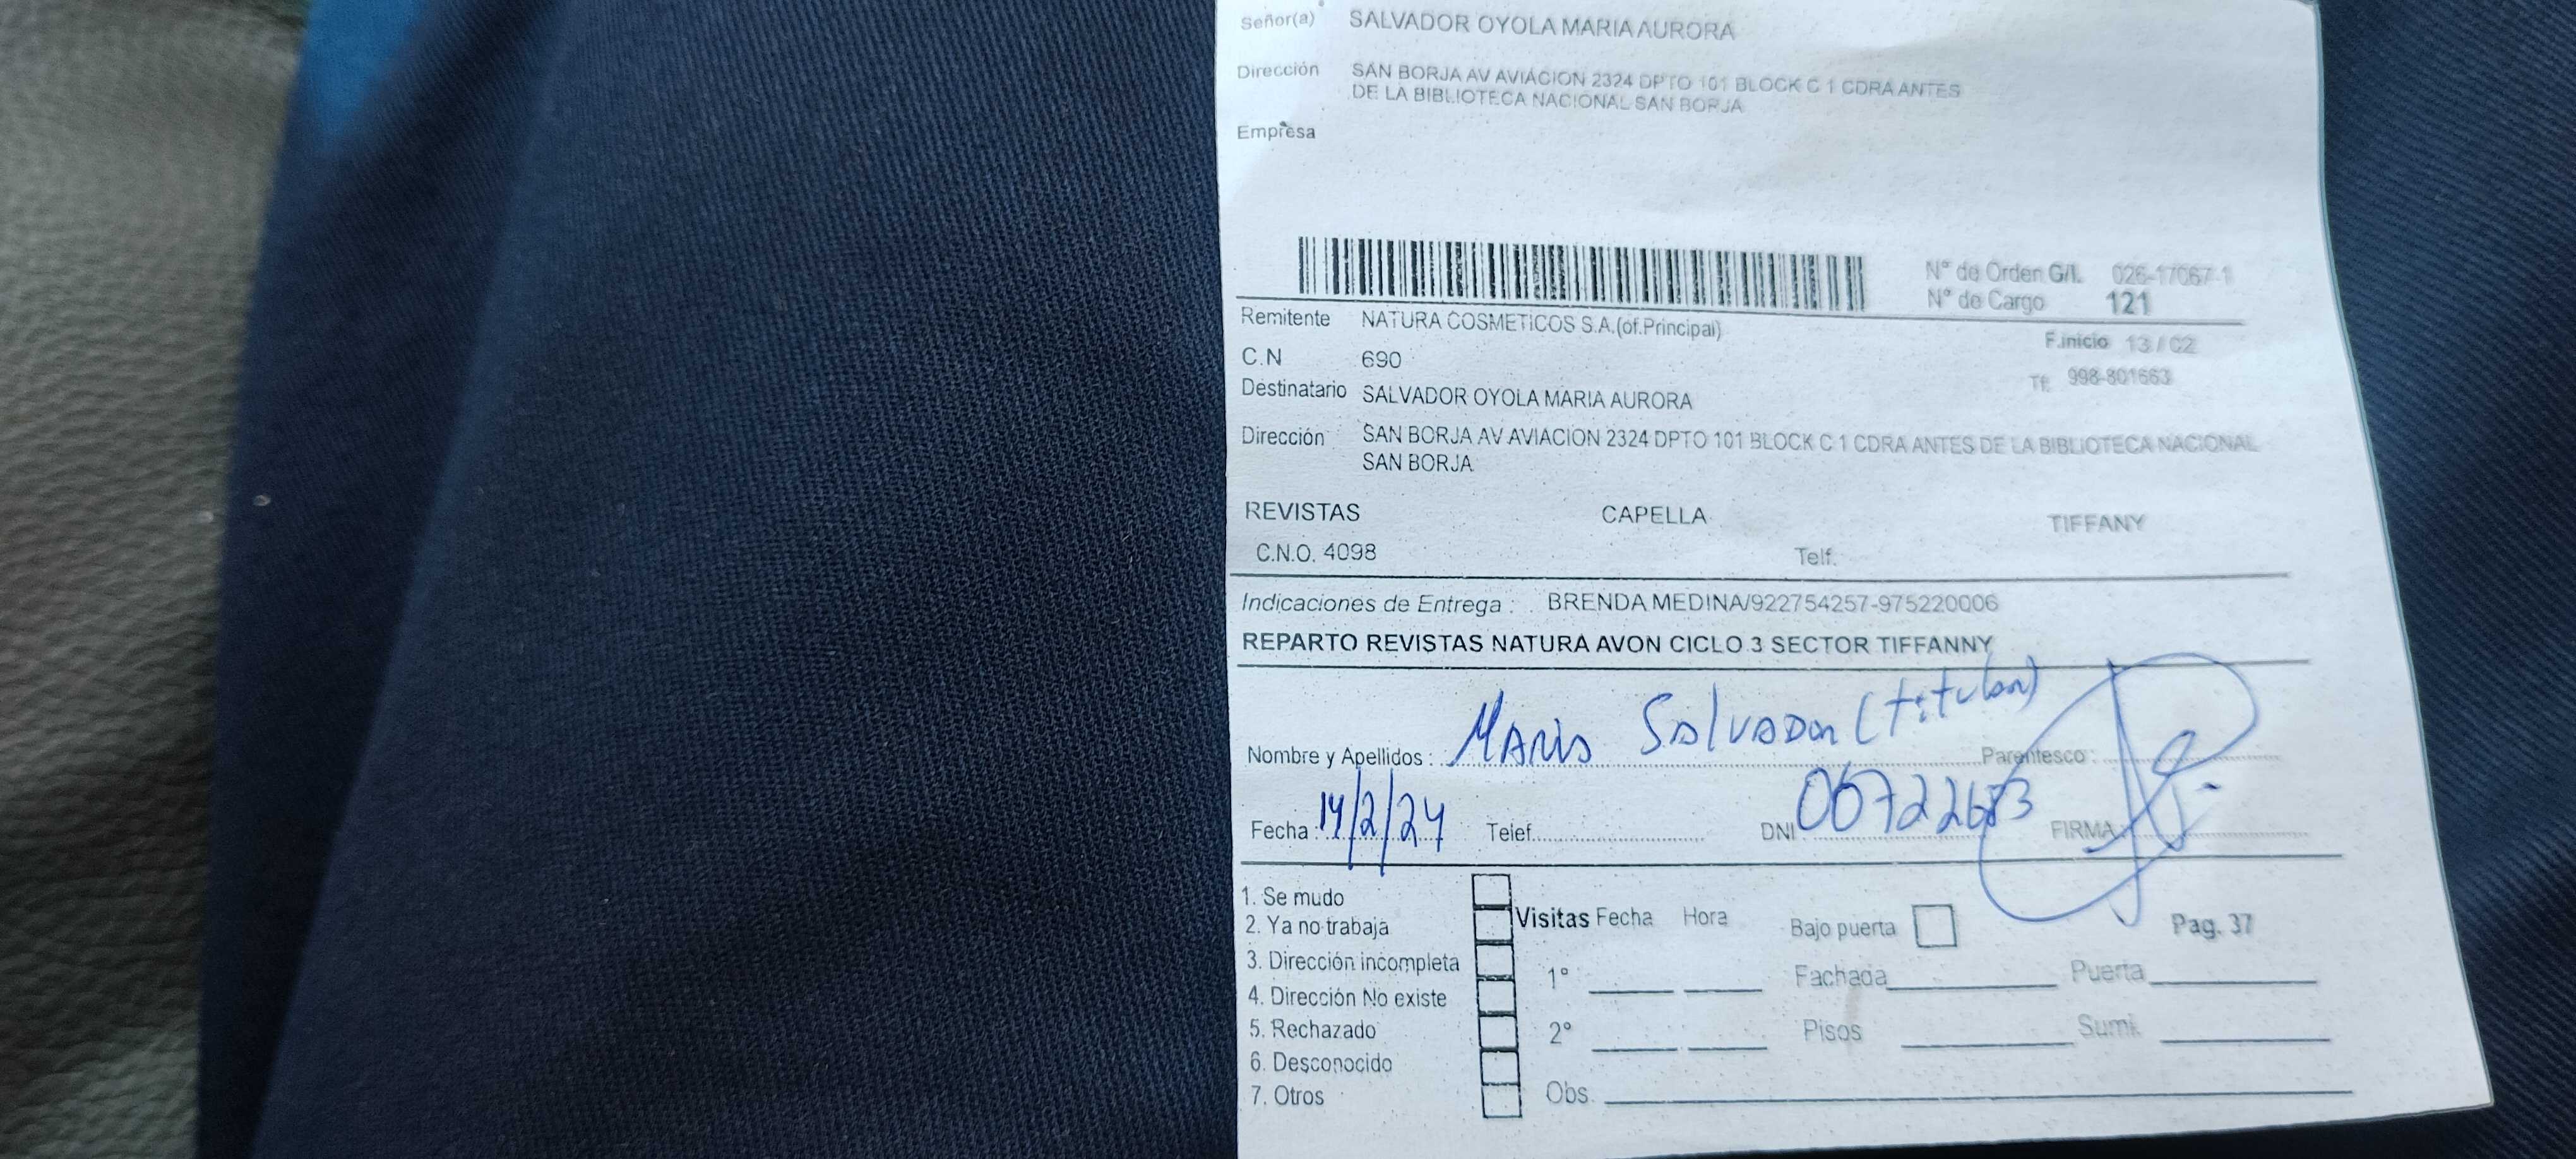 Señor(a) SALVADOR OYOLA MARIA AURORA
Dirección SAN BORJA AV AVIACION 2324 DPTO 101 BLOCK C 1 CDRA ANTES
DE LA BIBLIOTECA NACIONAL SAN BORJA
Empresa
N° de Orden G/L 026-17067-1
N° de Cargo 121
Remitente NATURA COSMETICOS S.A.(of.Principal)
F.inicio 13 / 02
C.N 690
Tf: 998-801663
Destinatario SALVADOR OYOLA MARIA AURORA
Dirección SAN BORJA AV AVIACION 2324 DPTO 101 BLOCK C 1 CDRA ANTES DE LA BIBLIOTECA NACIONAL
SAN BORJA
REVISTAS CAPELLA TIFFANY
C.N.O. 4098 Telf.
Indicaciones de Entrega : . BRENDA MEDINA/922754257-975220006
REPARTO REVISTAS NATURA AVON CICLO 3 SECTOR TIFFANNY
Nombre y Apellidos : Maria Salvador (titular) Parentesco :
Fecha : 14/2/24 Telef. DNI 06722683 FIRMA
1. Se mudo
2. Ya no trabaja Visitas Fecha Hora Bajo puerta Pag. 37
3. Dirección incompleta 1° Fachada Puerta
4. Dirección No existe
5. Rechazado 2° Pisos Sumi.
6. Desconocido
7. Otros Obs.